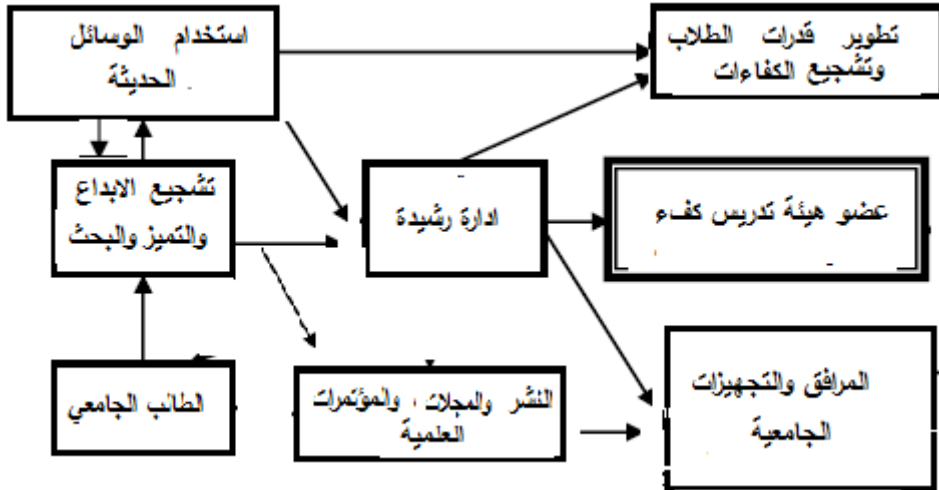 استخدام الوسائل
الحديثة
تطوير قدرات الطلاب
وتشجيع الكفاءات
تشجيع الابداع
والتميز والبحث
ادارة رشيدة
عضو هيئة تدريس كفء
الطالب الجامعي
النشر والمجلات ، والمؤتمرات
العلمية
المرافق والتجهيزات
الجامعية